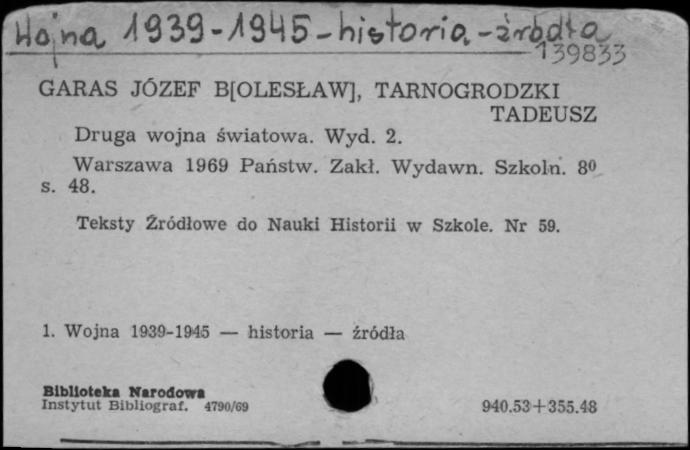 Wojna 1939-1945 - historia - źródła
139833
GARAS JÓZEF B[OLESŁAW], TARNOGRODZKI
TADEUSZ
Druga wojna światowa. Wyd. 2.
Warszawa 1969 Państw. Zakł. Wydawn. Szkoln. 8⁰
s. 48.
Teksty Źródłowe do Nauki Historii w Szkole. Nr 59.
1. Wojna 1939-1945 — historia — źródła
Biblioteka Narodowa
Instytut Bibliograf. 4790/69
940.53+355.48